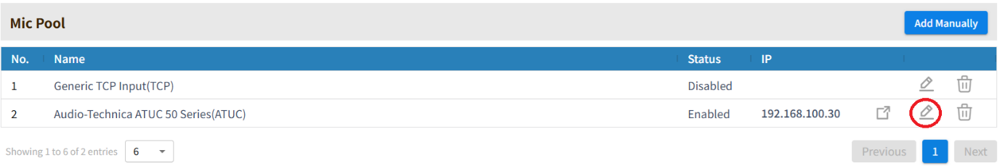 Mic Pool Add Manually
No. Name Status IP
1 Generic TCP Input(TCP) Disabled
2 Audio-Technica ATUC 50 Series(ATUC) Enabled 192.168.100.30
Showing 1 to 6 of 2 entries 6 Previous 1 Next